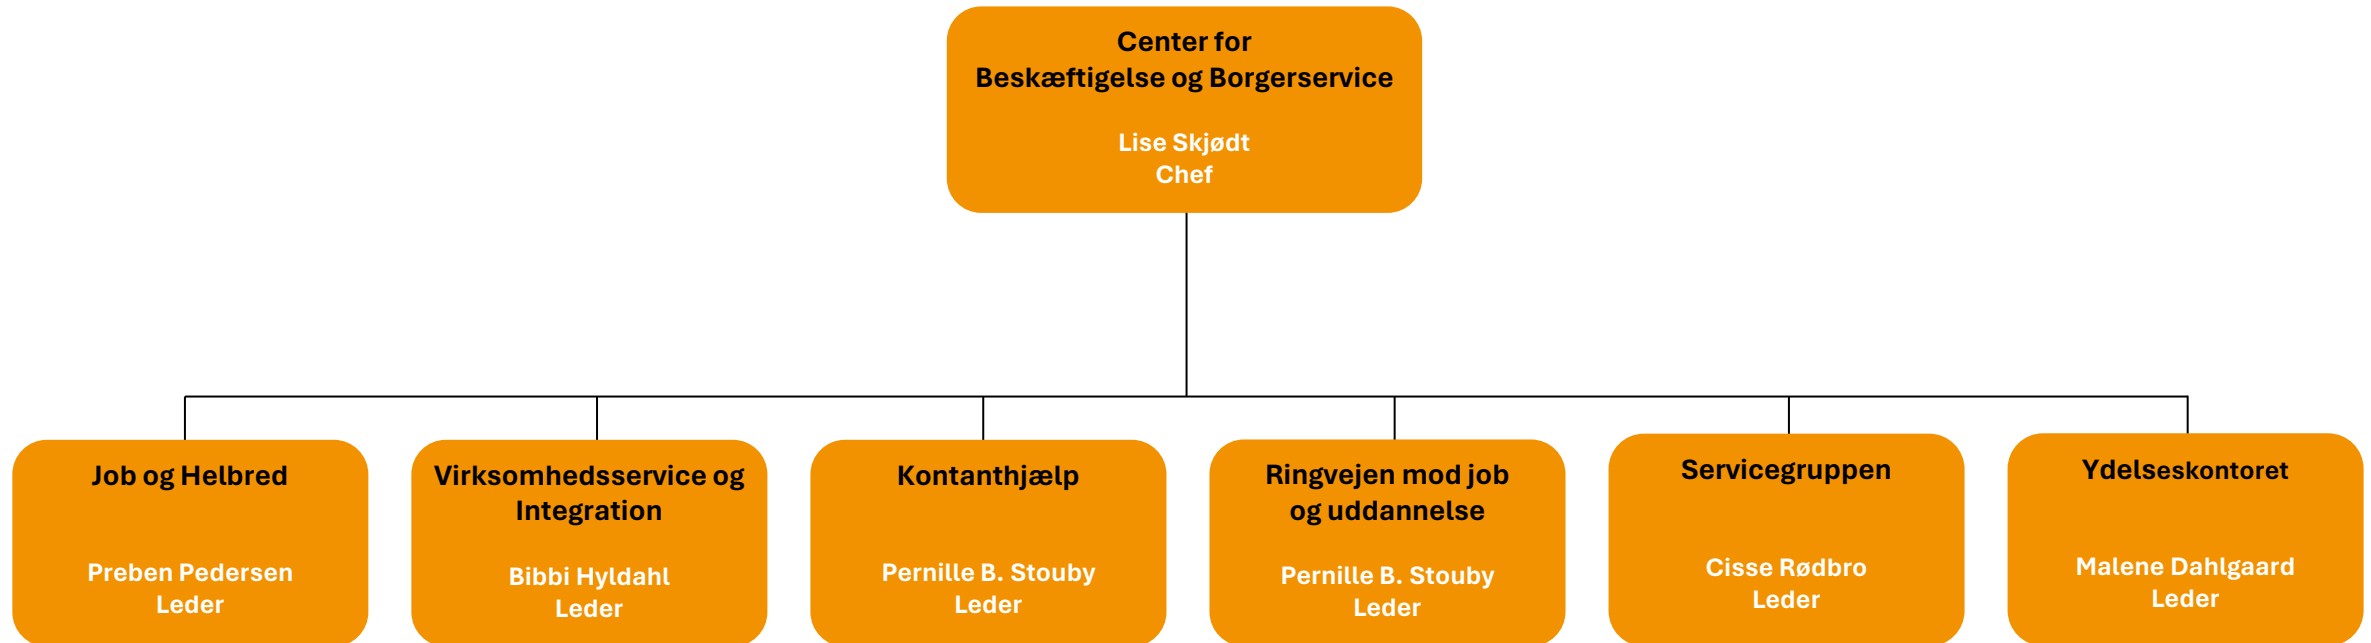 Center for
Beskæftigelse og Borgerservice
Lise Skjødt
Chef
Job og Helbred
Preben Pedersen
Leder
Virksomhedsservice og
Integration
Bibbi Hyldahl
Leder
Kontanthjælp
Pernille B. Stouby
Leder
Ringvejen mod job
og uddannelse
Pernille B. Stouby
Leder
Servicegruppen
Cisse Rødbro
Leder
Ydelseskontoret
Malene Dahlgaard
Leder